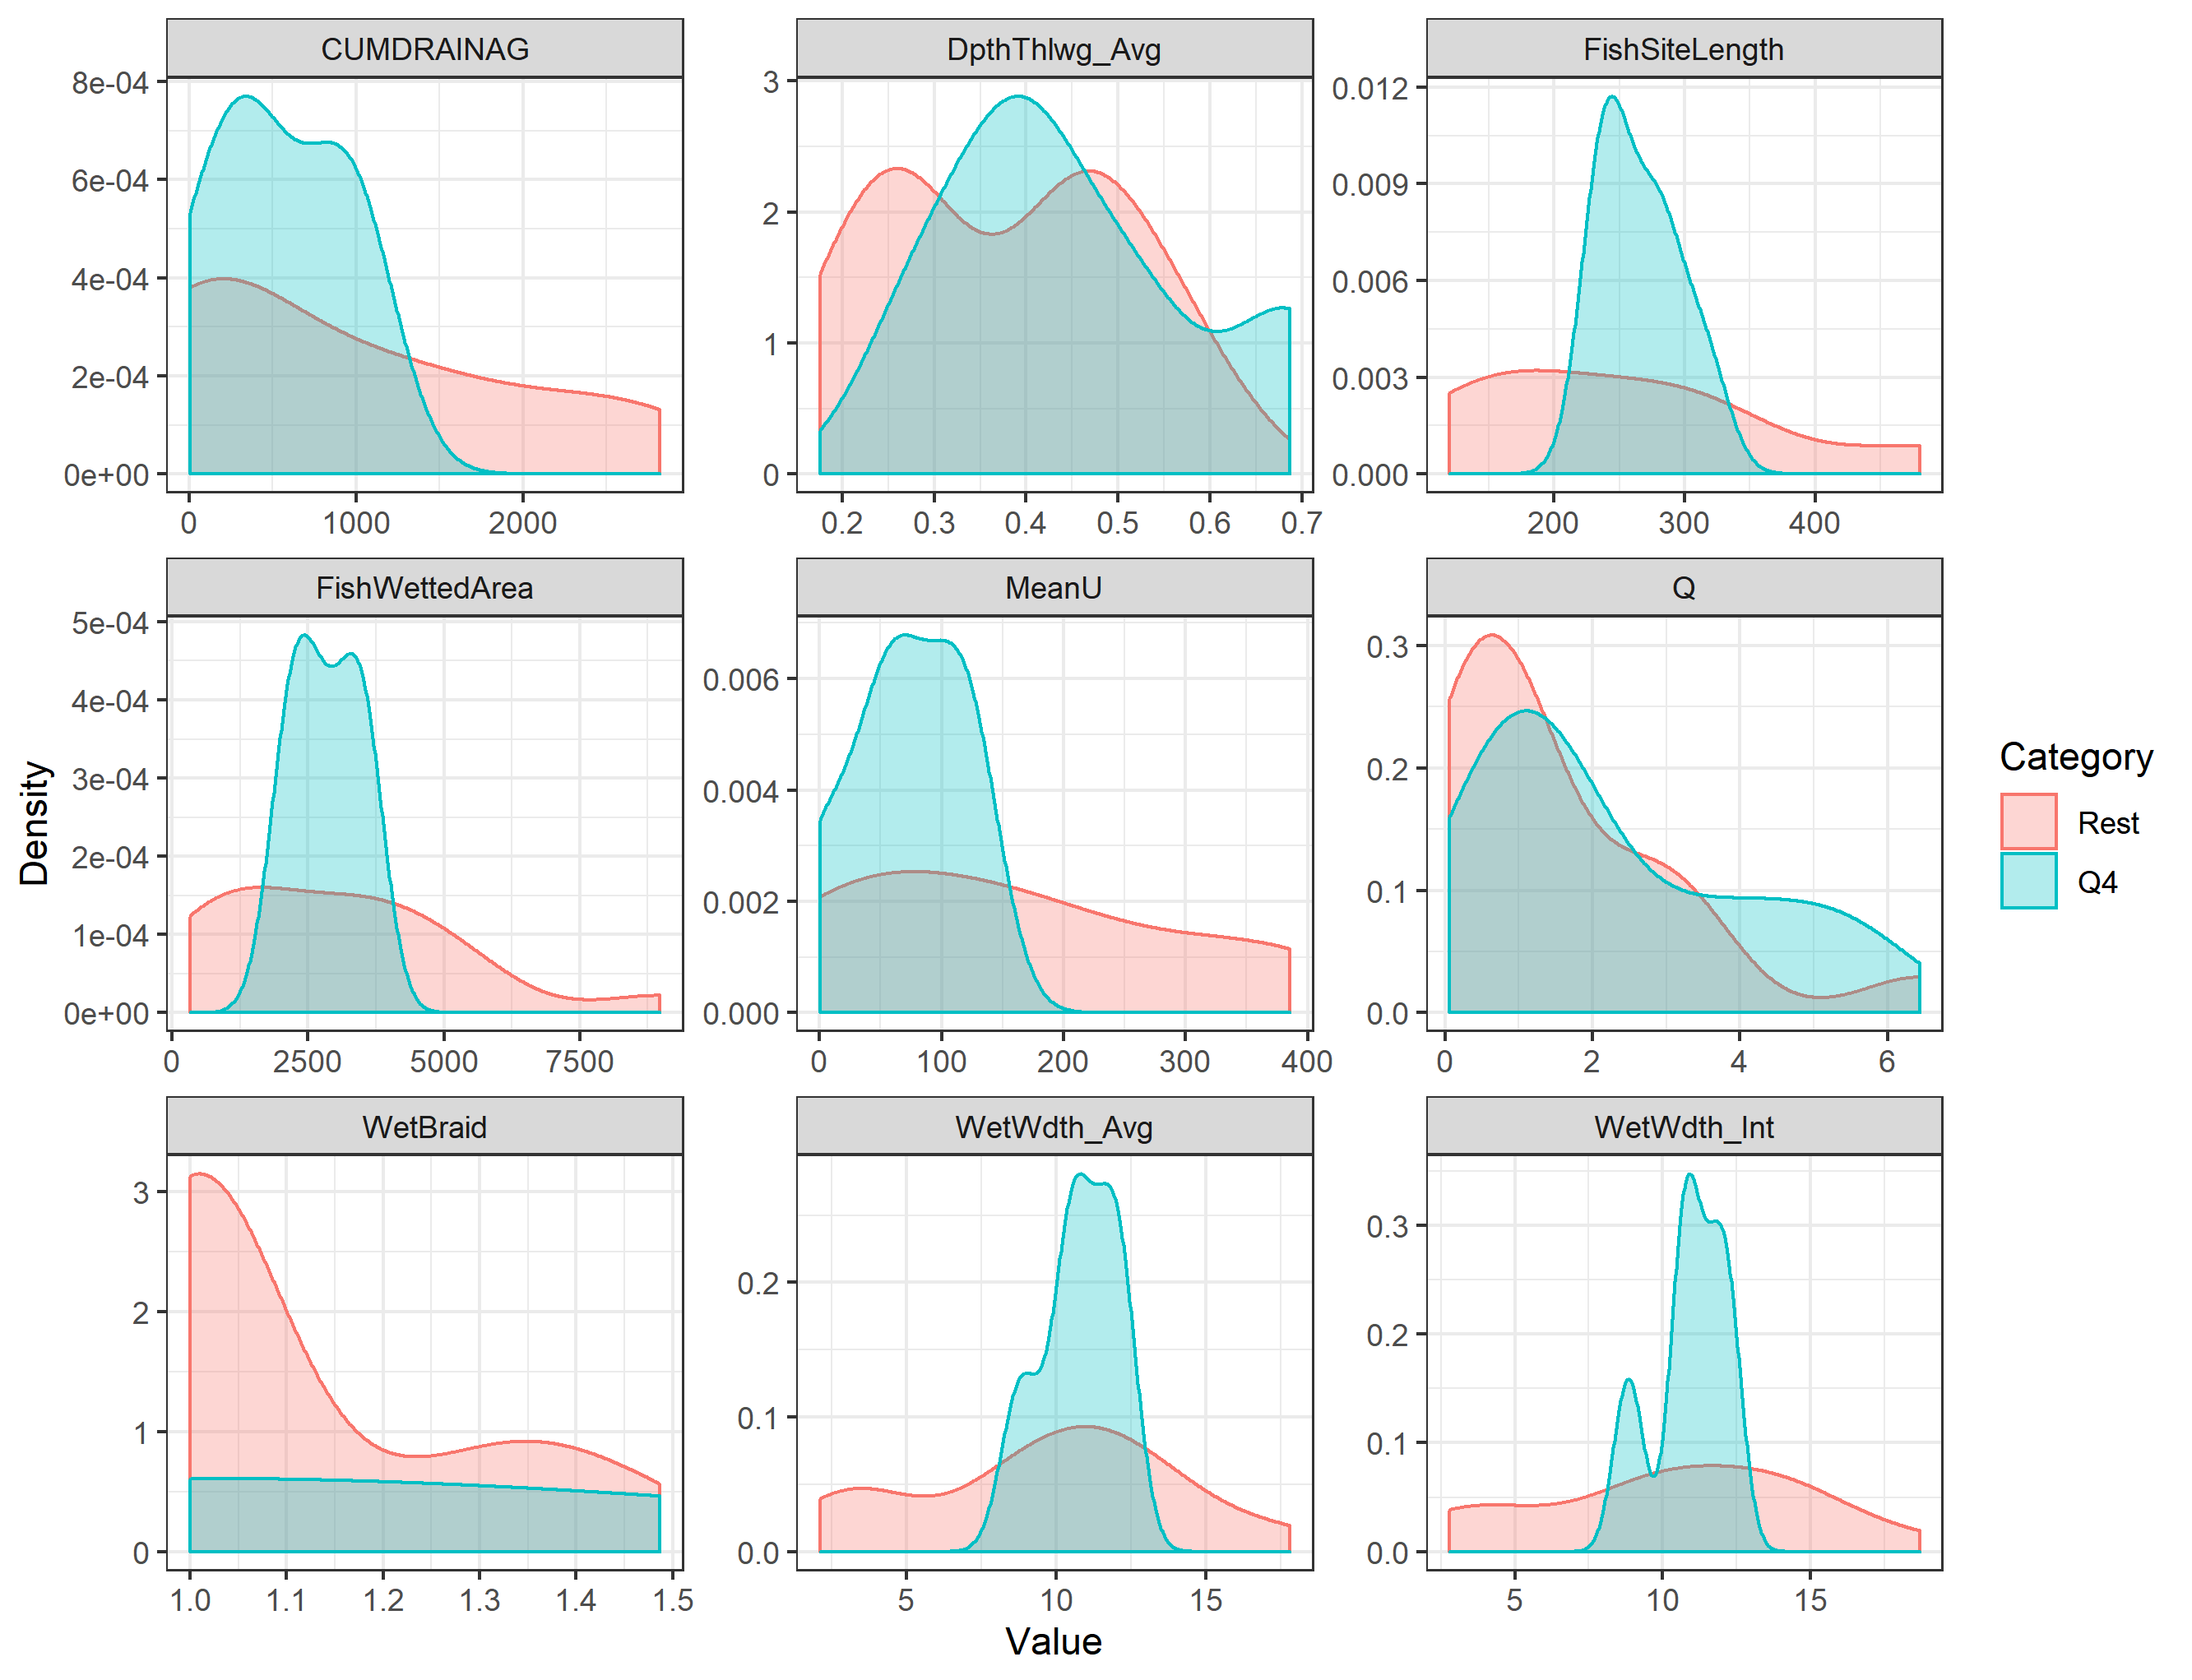 CUMDRAINAG
DpthThlwg_Avg
FishSiteLength
8e-04
6e-04
4e-04
2e-04
0e+00
0
1000
2000
3
2
1
0
0.2
0.3
0.4
0.5
0.6
0.7
0.012
0.009
0.006
0.003
0.000
200
300
400
FishWettedArea
MeanU
Q
5e-04
4e-04
3e-04
2e-04
1e-04
0e+00
0
2500
5000
7500
0.006
0.004
0.002
0.000
0
100
200
300
400
0.3
0.2
0.1
0.0
0
2
4
6
WetBraid
WetWdth_Avg
WetWdth_Int
3
2
1
0
1.0
1.1
1.2
1.3
1.4
1.5
0.2
0.1
0.0
5
10
15
0.3
0.2
0.1
0.0
5
10
15
Density
Value
Category
Rest
Q4